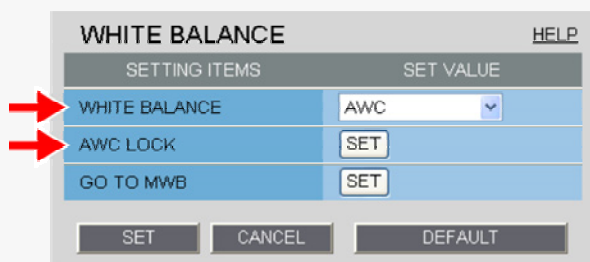 WHITE BALANCE HELP
SETTING ITEMS SET VALUE
WHITE BALANCE AWC
AWC LOCK SET
GO TO MWB SET
SET CANCEL DEFAULT